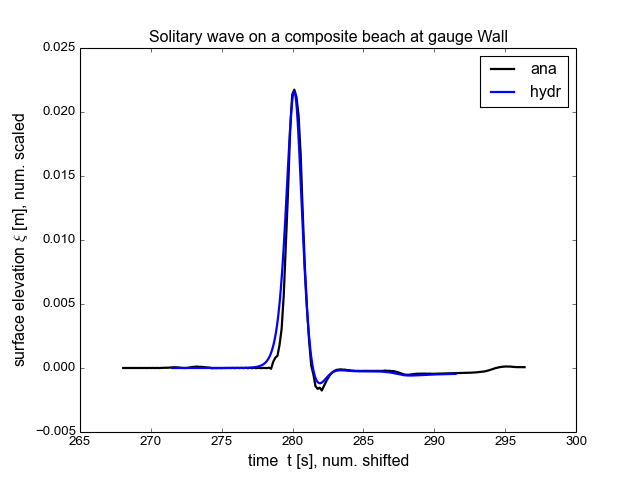 Solitary wave on a composite beach at gauge Wall
0.025
0.020
0.015
0.010
0.005
0.000
−0.005
surface elevation ξ [m], num. scaled
ana
hydr
265 270 275 280 285 290 295 300
time t [s], num. shifted